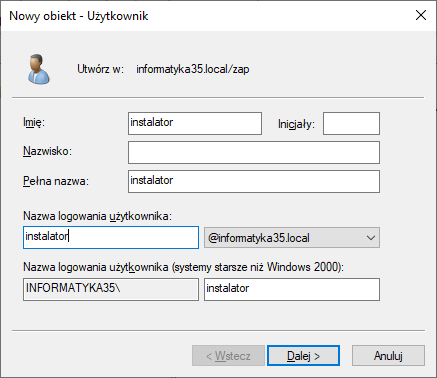 Nowy obiekt - Użytkownik
Utwórz w: informatyka35.local/zap
Imię: instalator Inicjały:
Nazwisko:
Pełna nazwa: instalator
Nazwa logowania użytkownika:
instalator @informatyka35.local
Nazwa logowania użytkownika (systemy starsze niż Windows 2000):
INFORMATYKA35\ instalator
< Wstecz Dalej > Anuluj